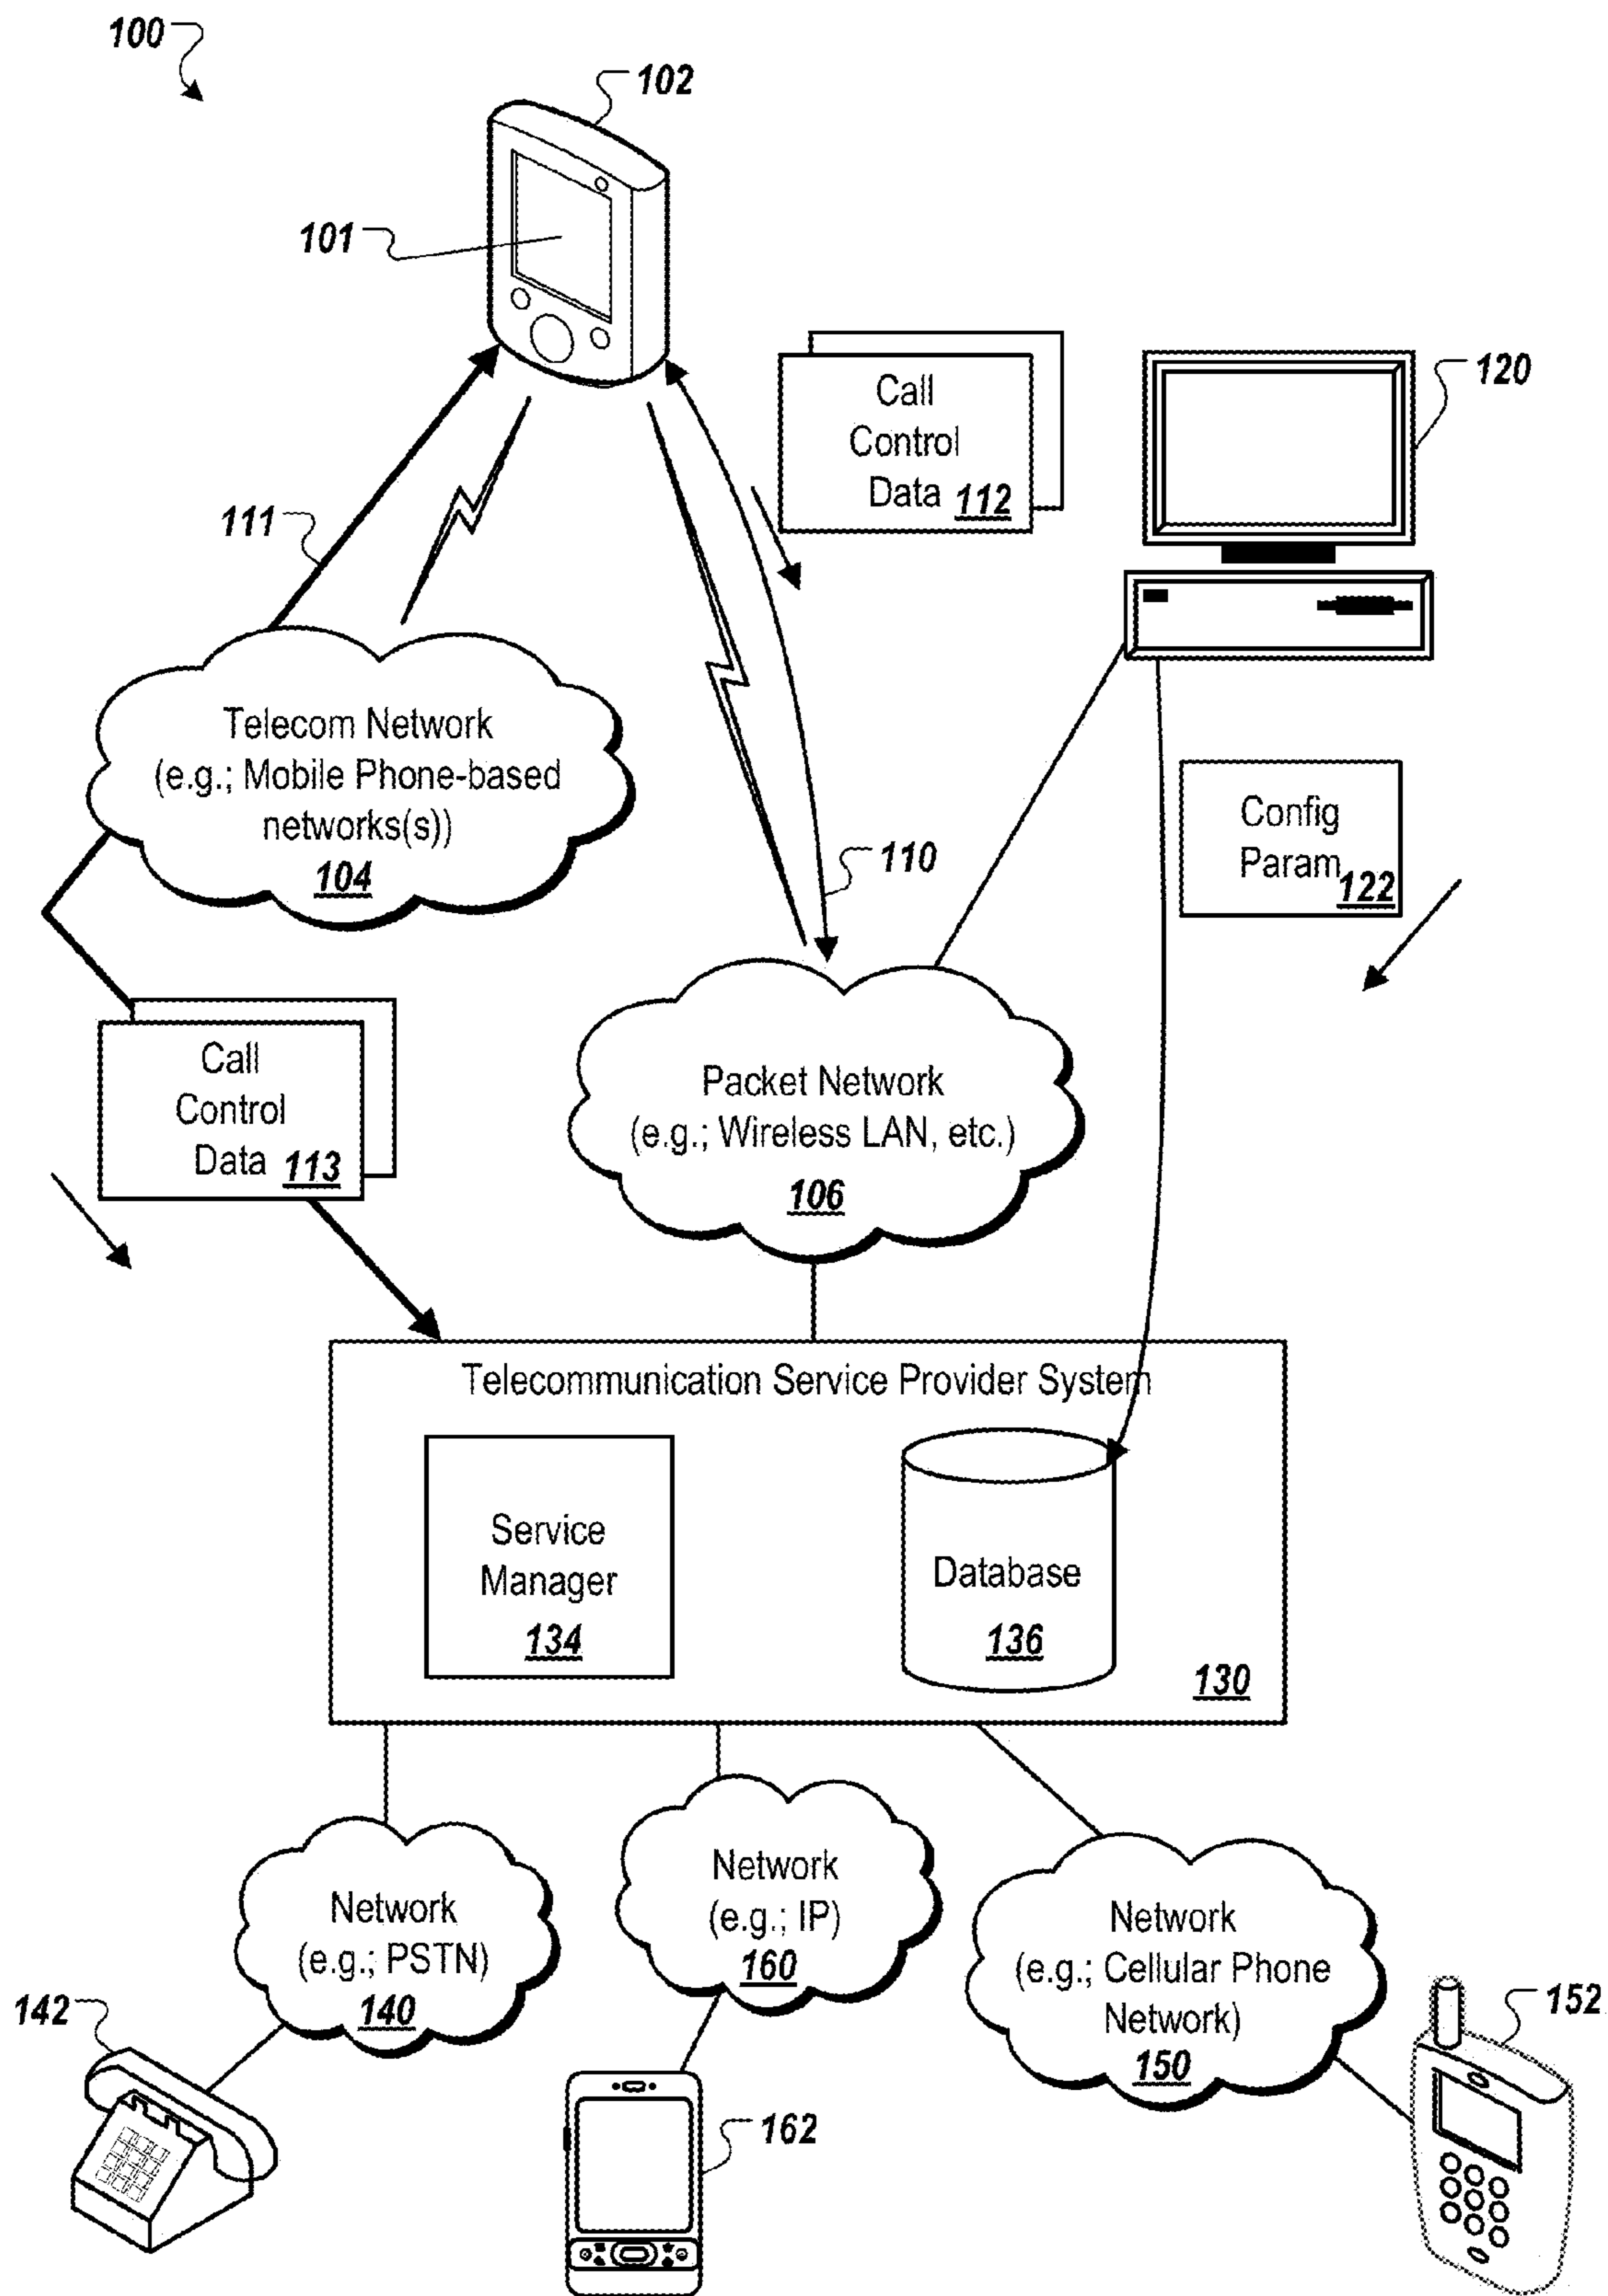 100
102
101
Call
Control
Data 112
120
111
Telecom Network
(e.g.; Mobile Phone-based
networks(s))
104
110
Config
Param
122
Call
Control
Data 113
Packet Network
(e.g.; Wireless LAN, etc.)
106
Telecommunication Service Provider System
Service
Manager
134
Database
136
130
Network
(e.g.; PSTN)
140
Network
(e.g.; IP)
160
Network
(e.g.; Cellular Phone
Network)
150
142
162
152